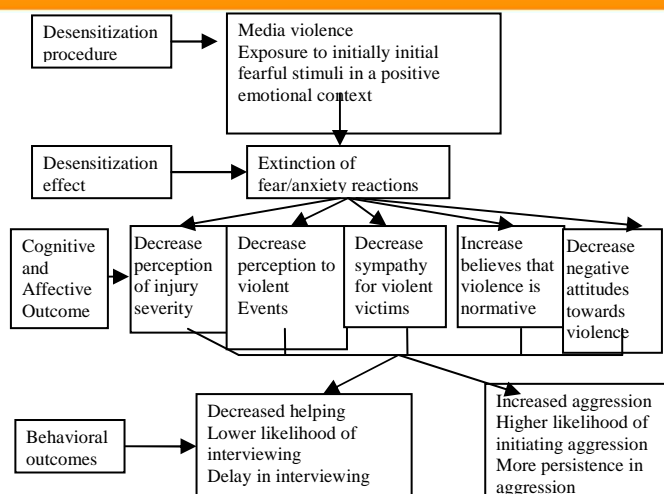 Desensitization
procedure
Media violence
Exposure to initially initial
fearful stimuli in a positive
emotional context
Desensitization
effect
Extinction of
fear/anxiety reactions
Cognitive
and
Affective
Outcome
Decrease
perception
of injury
severity
Decrease
perception to
violent
Events
Decrease
sympathy
for violent
victims
Increase
believes that
violence is
normative
Decrease
negative
attitudes
towards
violence
Behavioral
outcomes
Decreased helping
Lower likelihood of
interviewing
Delay in interviewing
Increased aggression
Higher likelihood of
initiating aggression
More persistence in
aggression